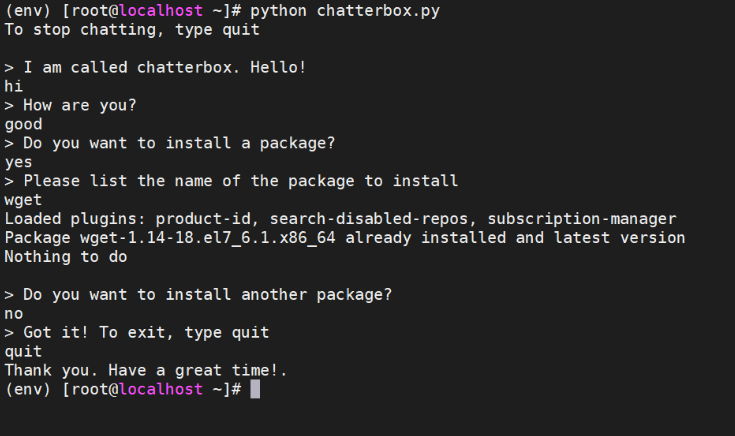 (env) [root@localhost ~]# python chatterbox.py
To stop chatting, type quit
> I am called chatterbox. Hello!
hi
> How are you?
good
> Do you want to install a package?
yes
> Please list the name of the package to install
wget
Loaded plugins: product-id, search-disabled-repos, subscription-manager
Package wget-1.14-18.el7_6.1.x86_64 already installed and latest version
Nothing to do
> Do you want to install another package?
no
> Got it! To exit, type quit
quit
Thank you. Have a great time!.
(env) [root@localhost ~]#